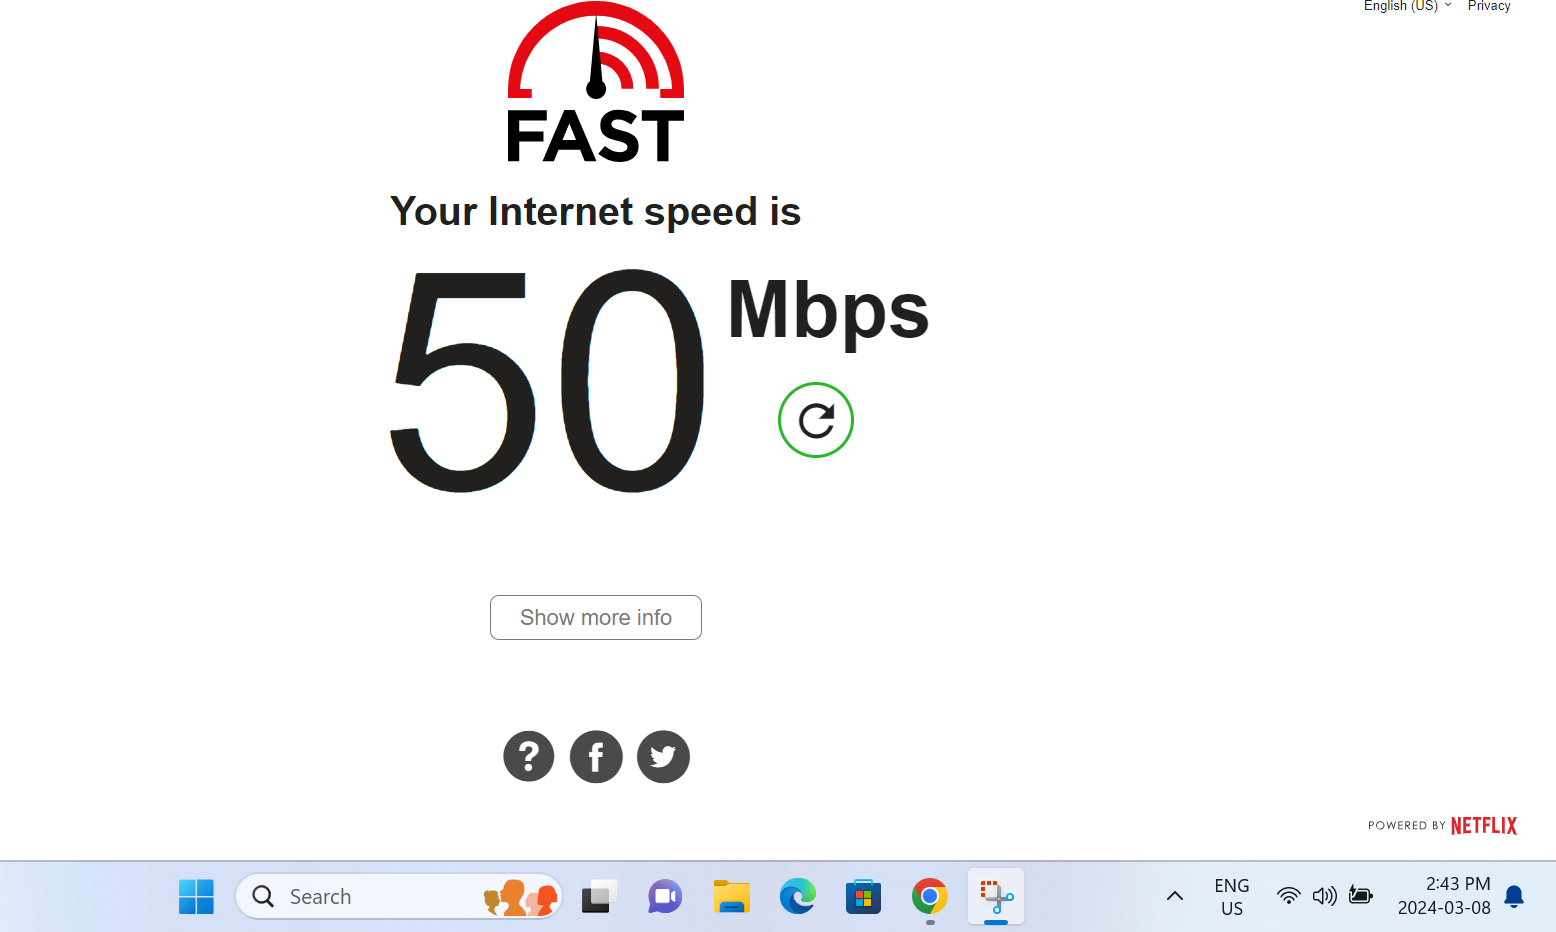 English (US) Privacy
FAST
Your Internet speed is
50 Mbps
Show more info
?
f
POWERED BY NETFLIX
Search
ENG
US
2:43 PM
2024-03-08